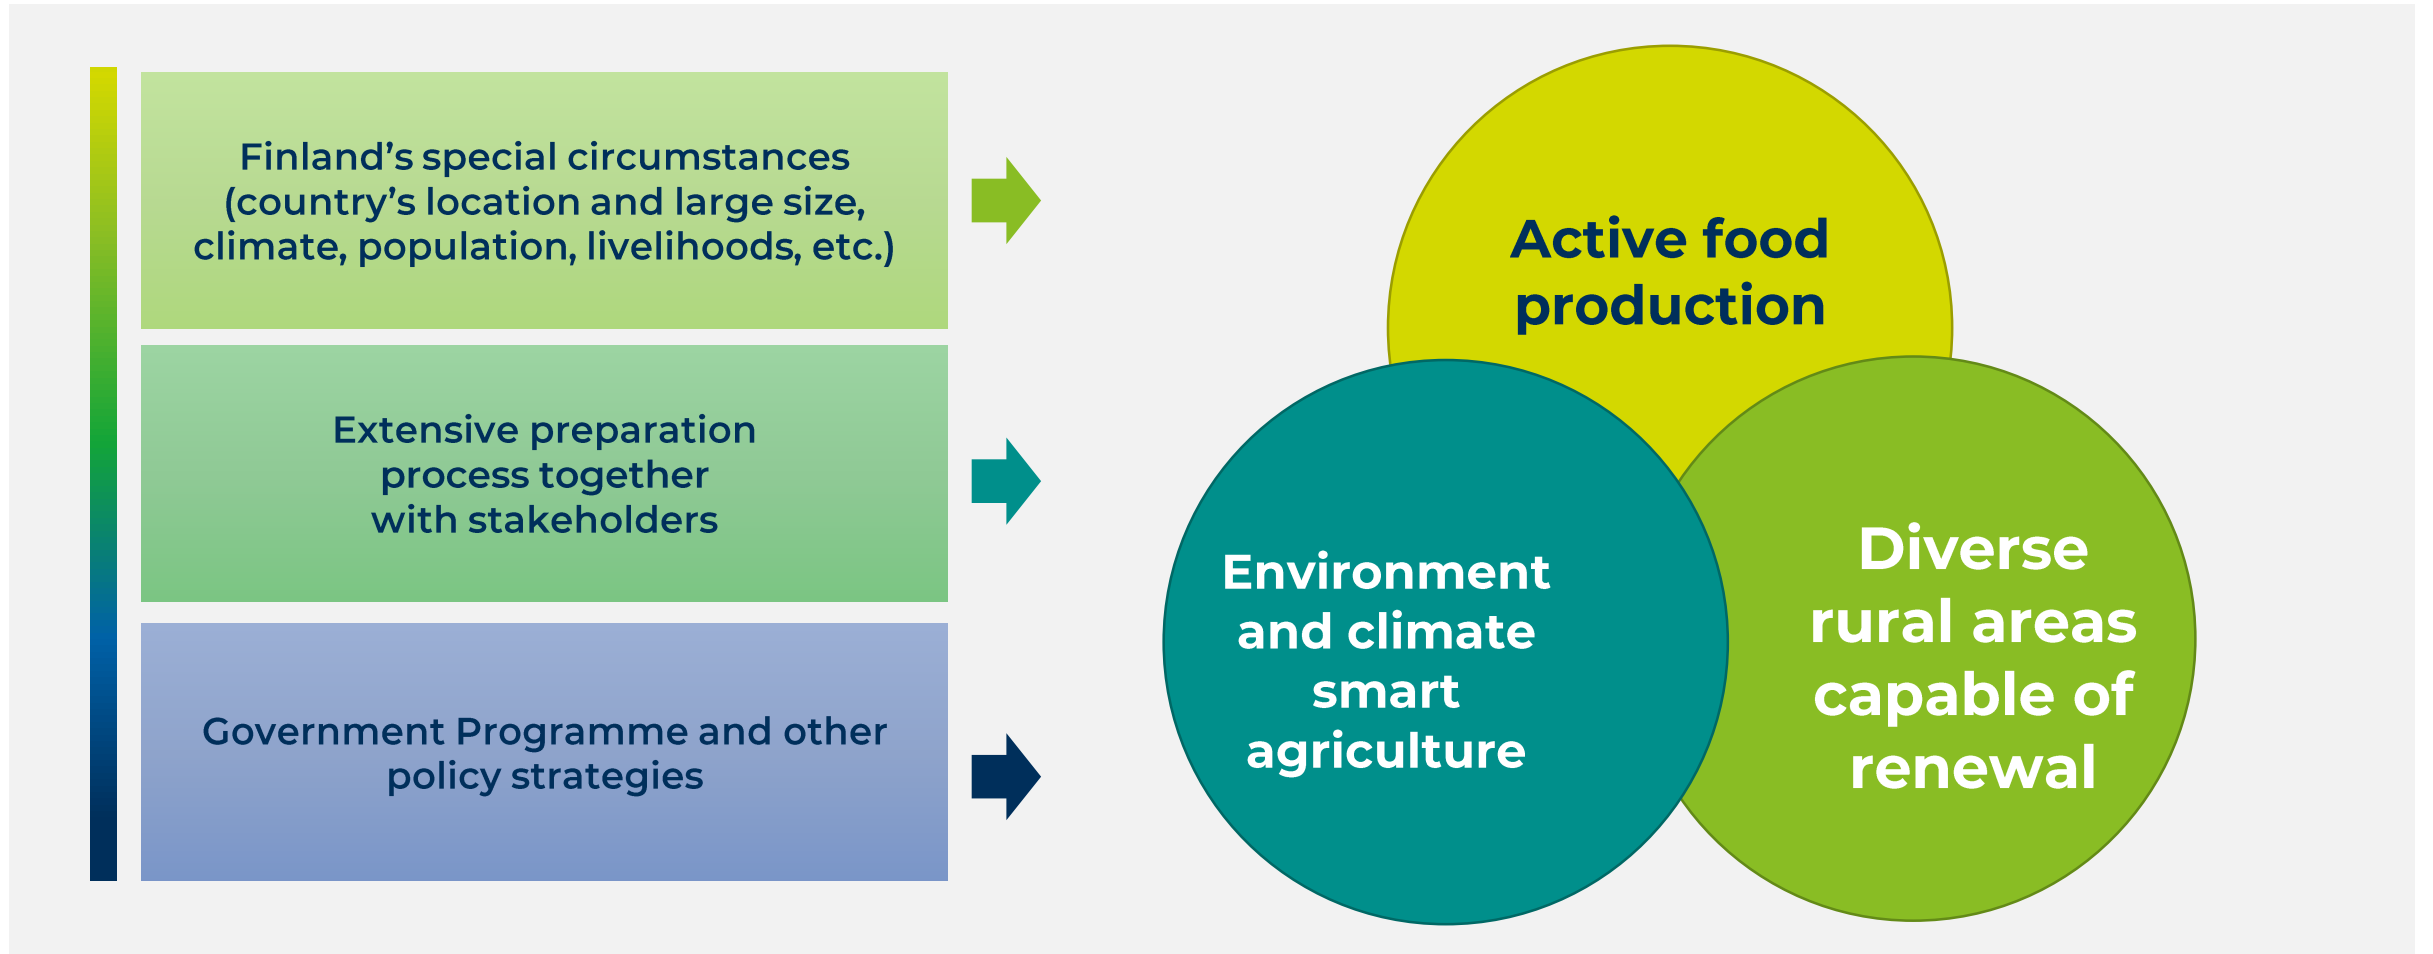 Finland’s special circumstances
(country’s location and large size,
climate, population, livelihoods, etc.)
Extensive preparation
process together
with stakeholders
Government Programme and other
policy strategies
Active food
production
Environment
and climate
smart
agriculture
Diverse
rural areas
capable of
renewal